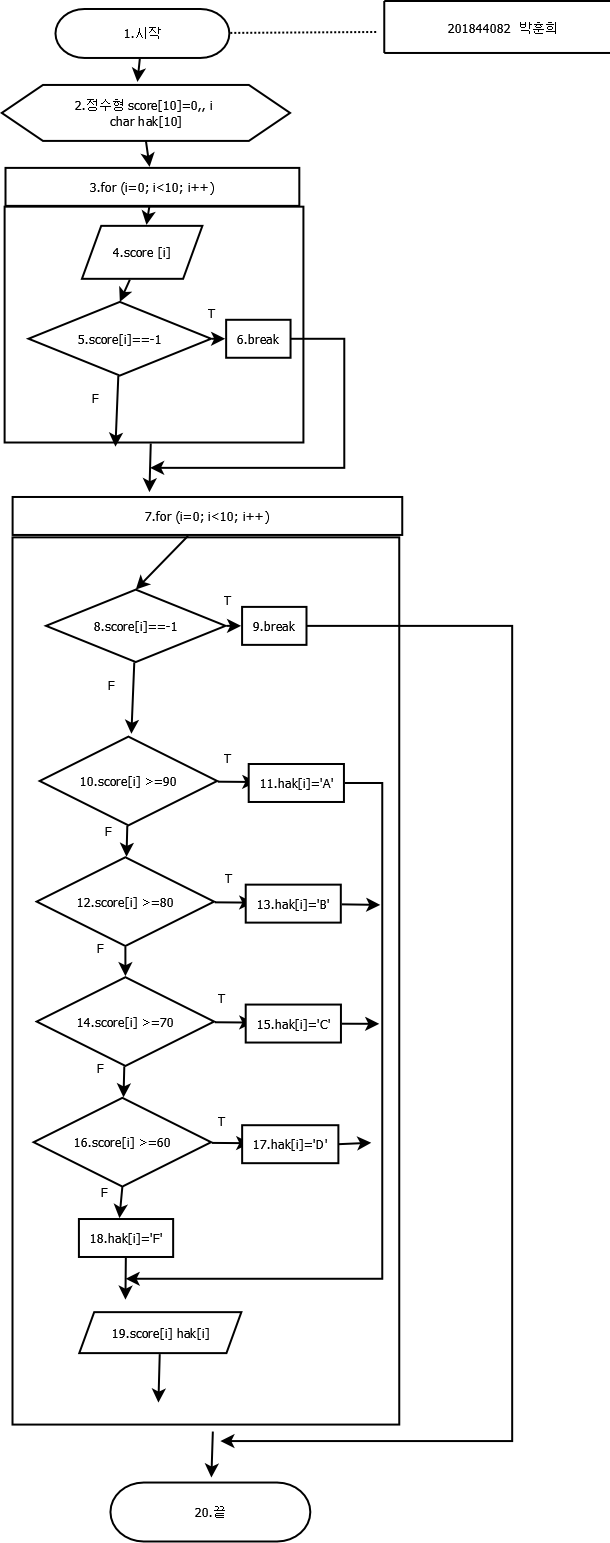 1.시작
201844082 박훈희
2.정수형 score[10]=0,, i
char hak[10]
3.for (i=0; i<10; i++)
4.score [i]
5.score[i]==-1
T
6.break
F
7.for (i=0; i<10; i++)
8.score[i]==-1
T
9.break
F
10.score[i] >=90
T
11.hak[i]='A'
F
12.score[i] >=80
T
13.hak[i]='B'
F
14.score[i] >=70
T
15.hak[i]='C'
F
16.score[i] >=60
T
17.hak[i]='D'
F
18.hak[i]='F'
19.score[i] hak[i]
20.끝